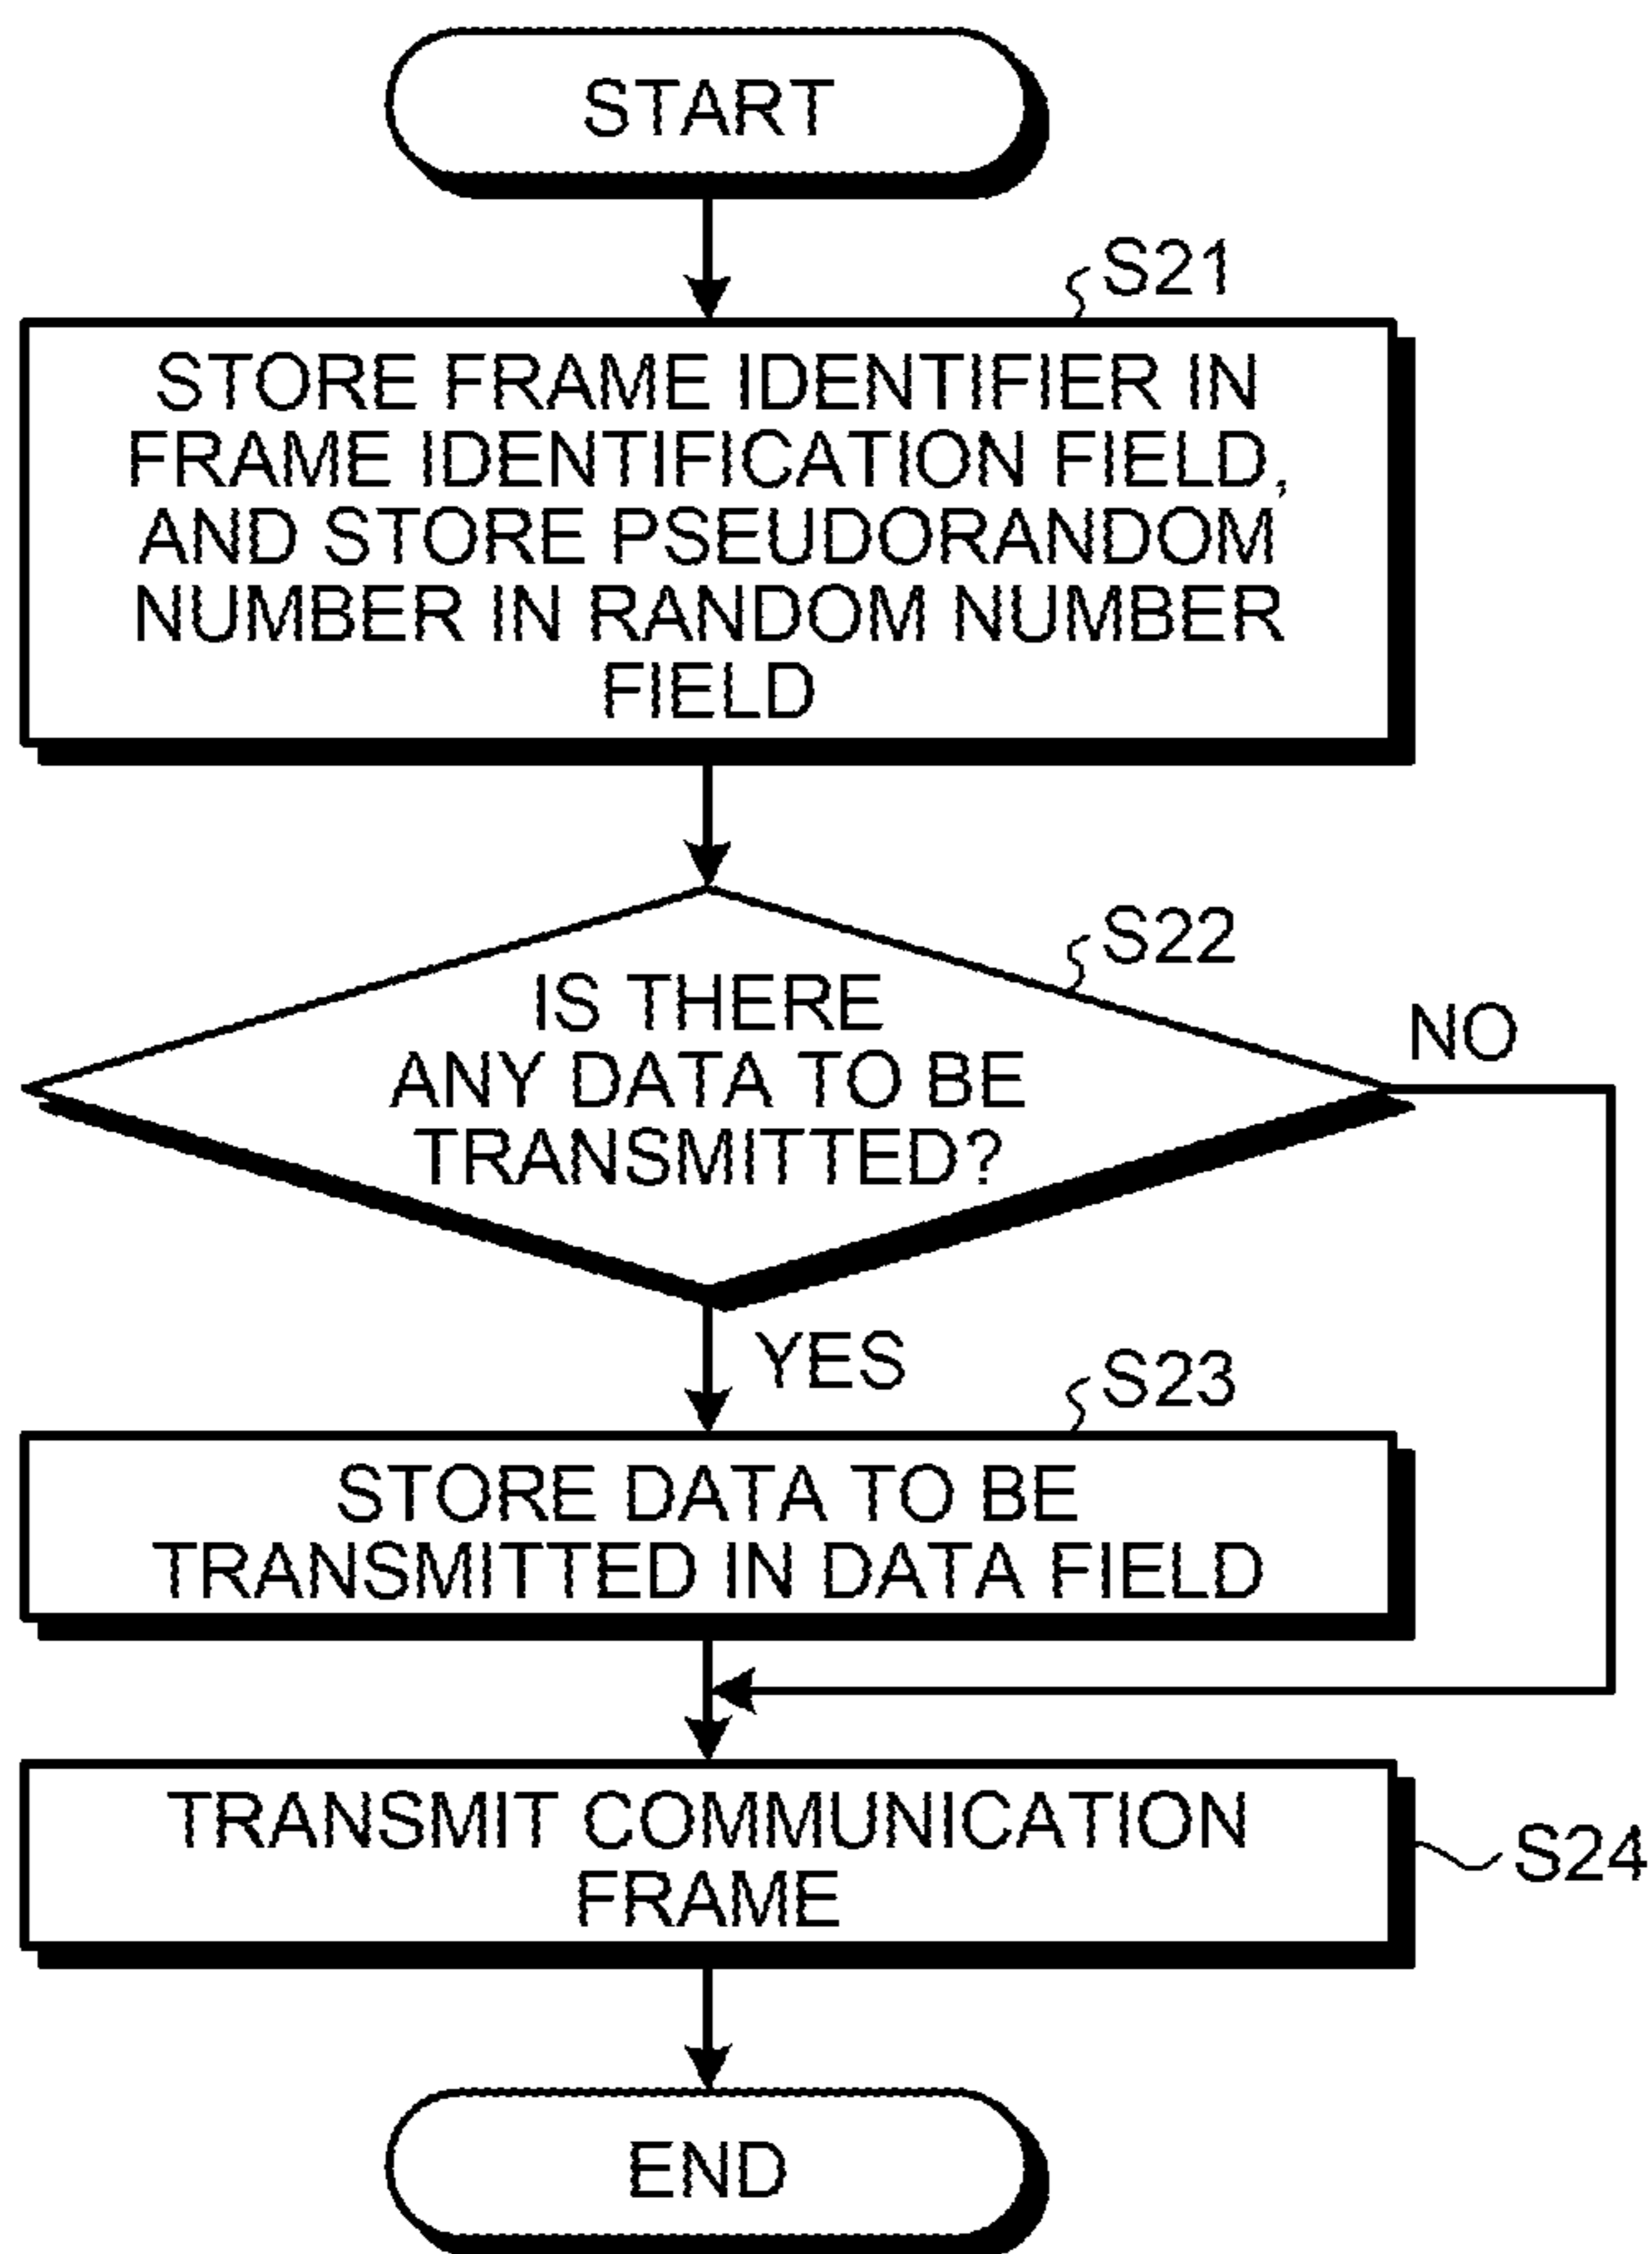 START
S21
STORE FRAME IDENTIFIER IN
FRAME IDENTIFICATION FIELD,
AND STORE PSEUDORANDOM
NUMBER IN RANDOM NUMBER
FIELD
S22
IS THERE
ANY DATA TO BE
TRANSMITTED?
NO
YES
S23
STORE DATA TO BE
TRANSMITTED IN DATA FIELD
TRANSMIT COMMUNICATION
FRAME
S24
END